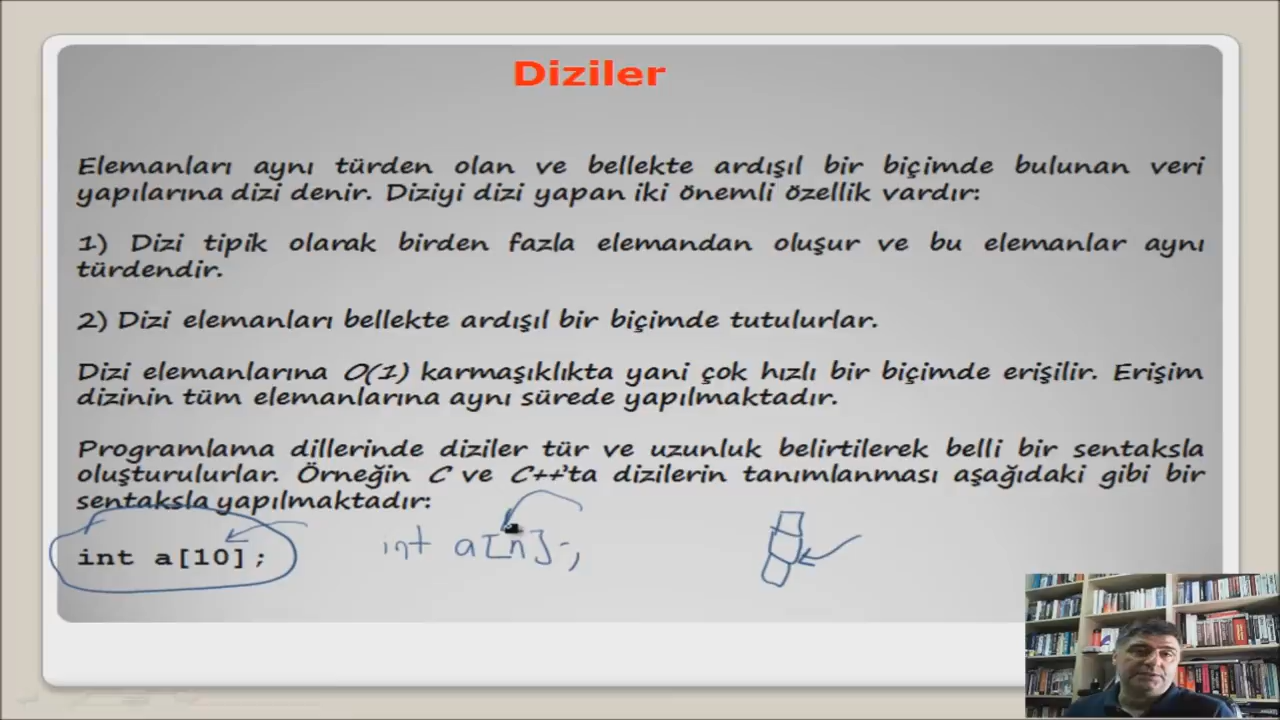 Diziler
Elemanları aynı türden olan ve bellekte ardışıl bir biçimde bulunan veri
yapılarına dizi denir. Diziyi dizi yapan iki önemli özellik vardır:
1) Dizi tipik olarak birden fazla elemandan oluşur ve bu elemanlar aynı
türdendir.
2) Dizi elemanları bellekte ardışıl bir biçimde tutulurlar.
Dizi elemanlarına O(1) karmaşıklıkta yani çok hızlı bir biçimde erişilir. Erişim
dizinin tüm elemanlarına aynı sürede yapılmaktadır.
Programlama dillerinde diziler tür ve uzunluk belirtilerek belli bir sentaksla
oluşturulurlar. Örneğin C ve C++'ta dizilerin tanımlanması aşağıdaki gibi bir
sentaksla yapılmaktadır:
int a[10];
int a[n];